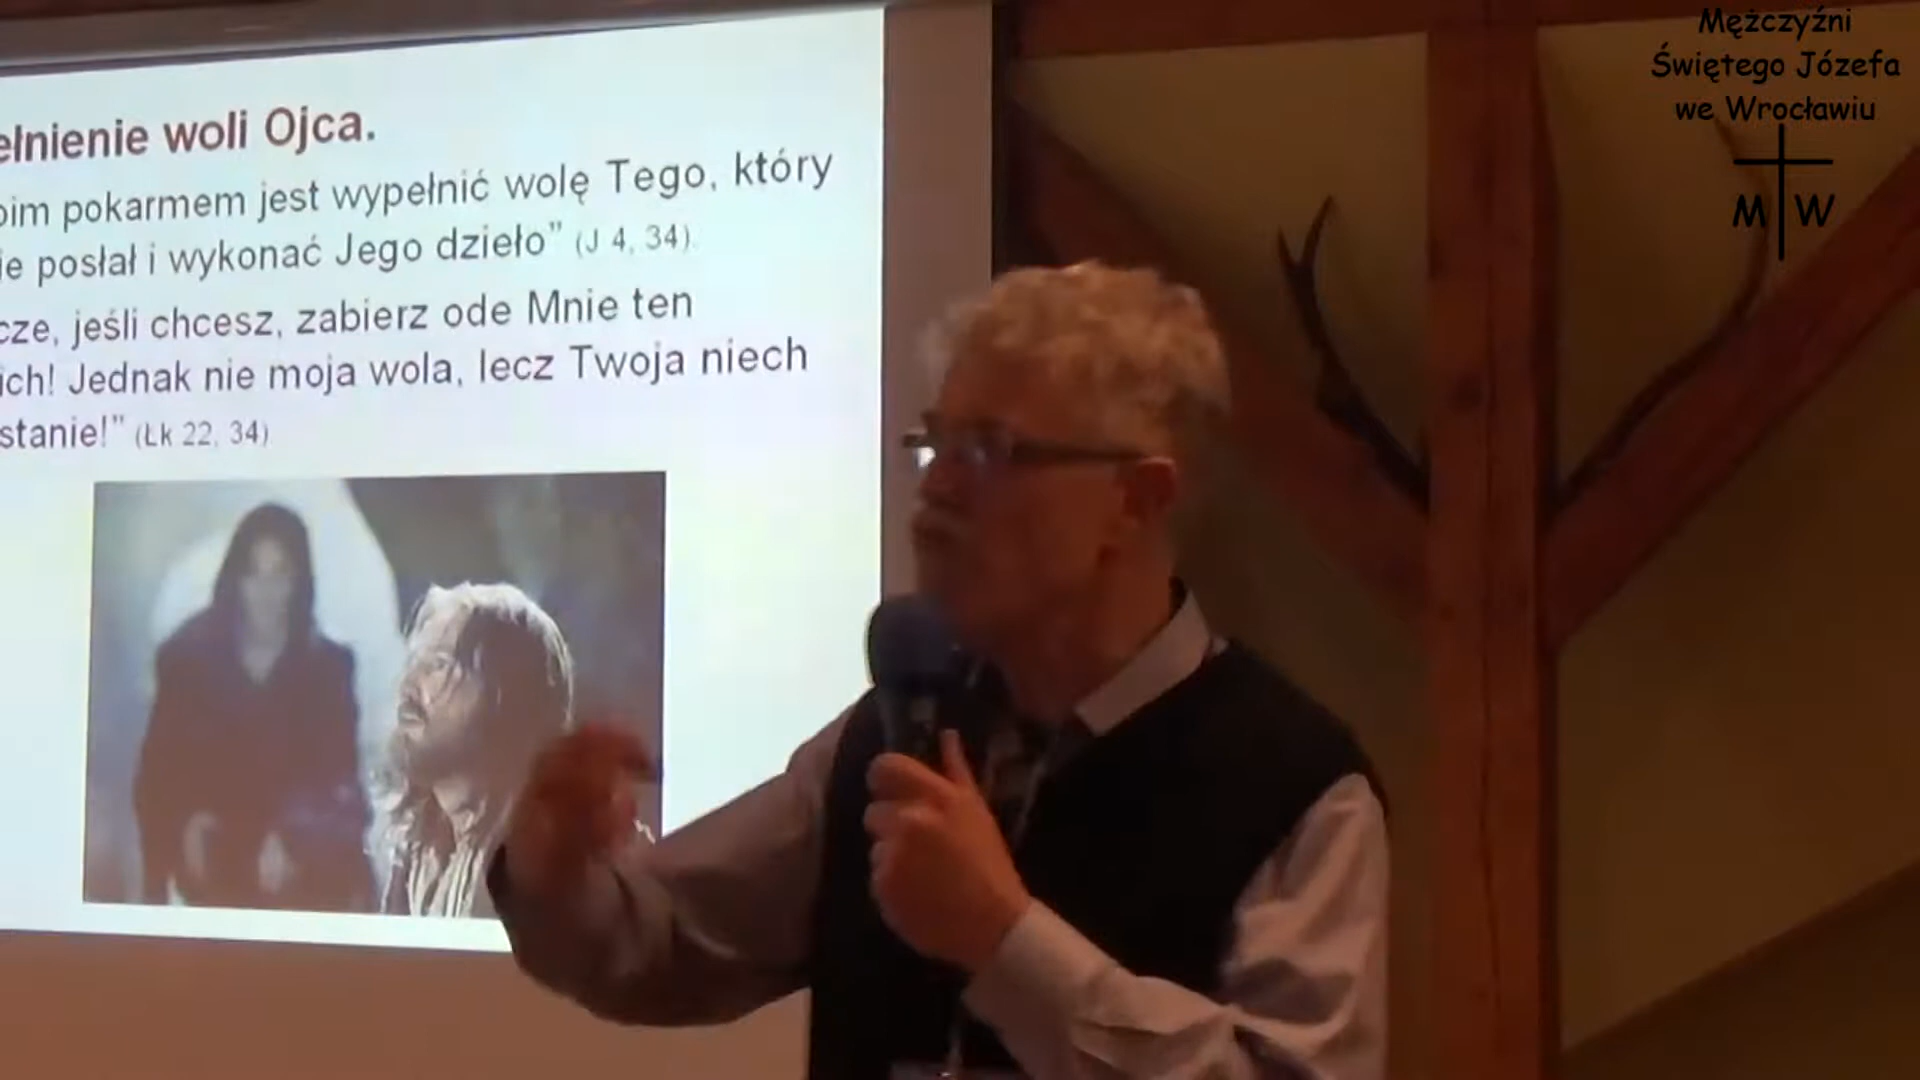 Mężczyźni
Świętego Józefa
we Wrocławiu
M W
ełnienie woli Ojca.
oim pokarmem jest wypełnić wolę Tego, który
ie posłał i wykonać Jego dzieło” (J 4, 34).
cze, jeśli chcesz, zabierz ode Mnie ten
ich! Jednak nie moja wola, lecz Twoja niech
stanie!” (Łk 22, 34)